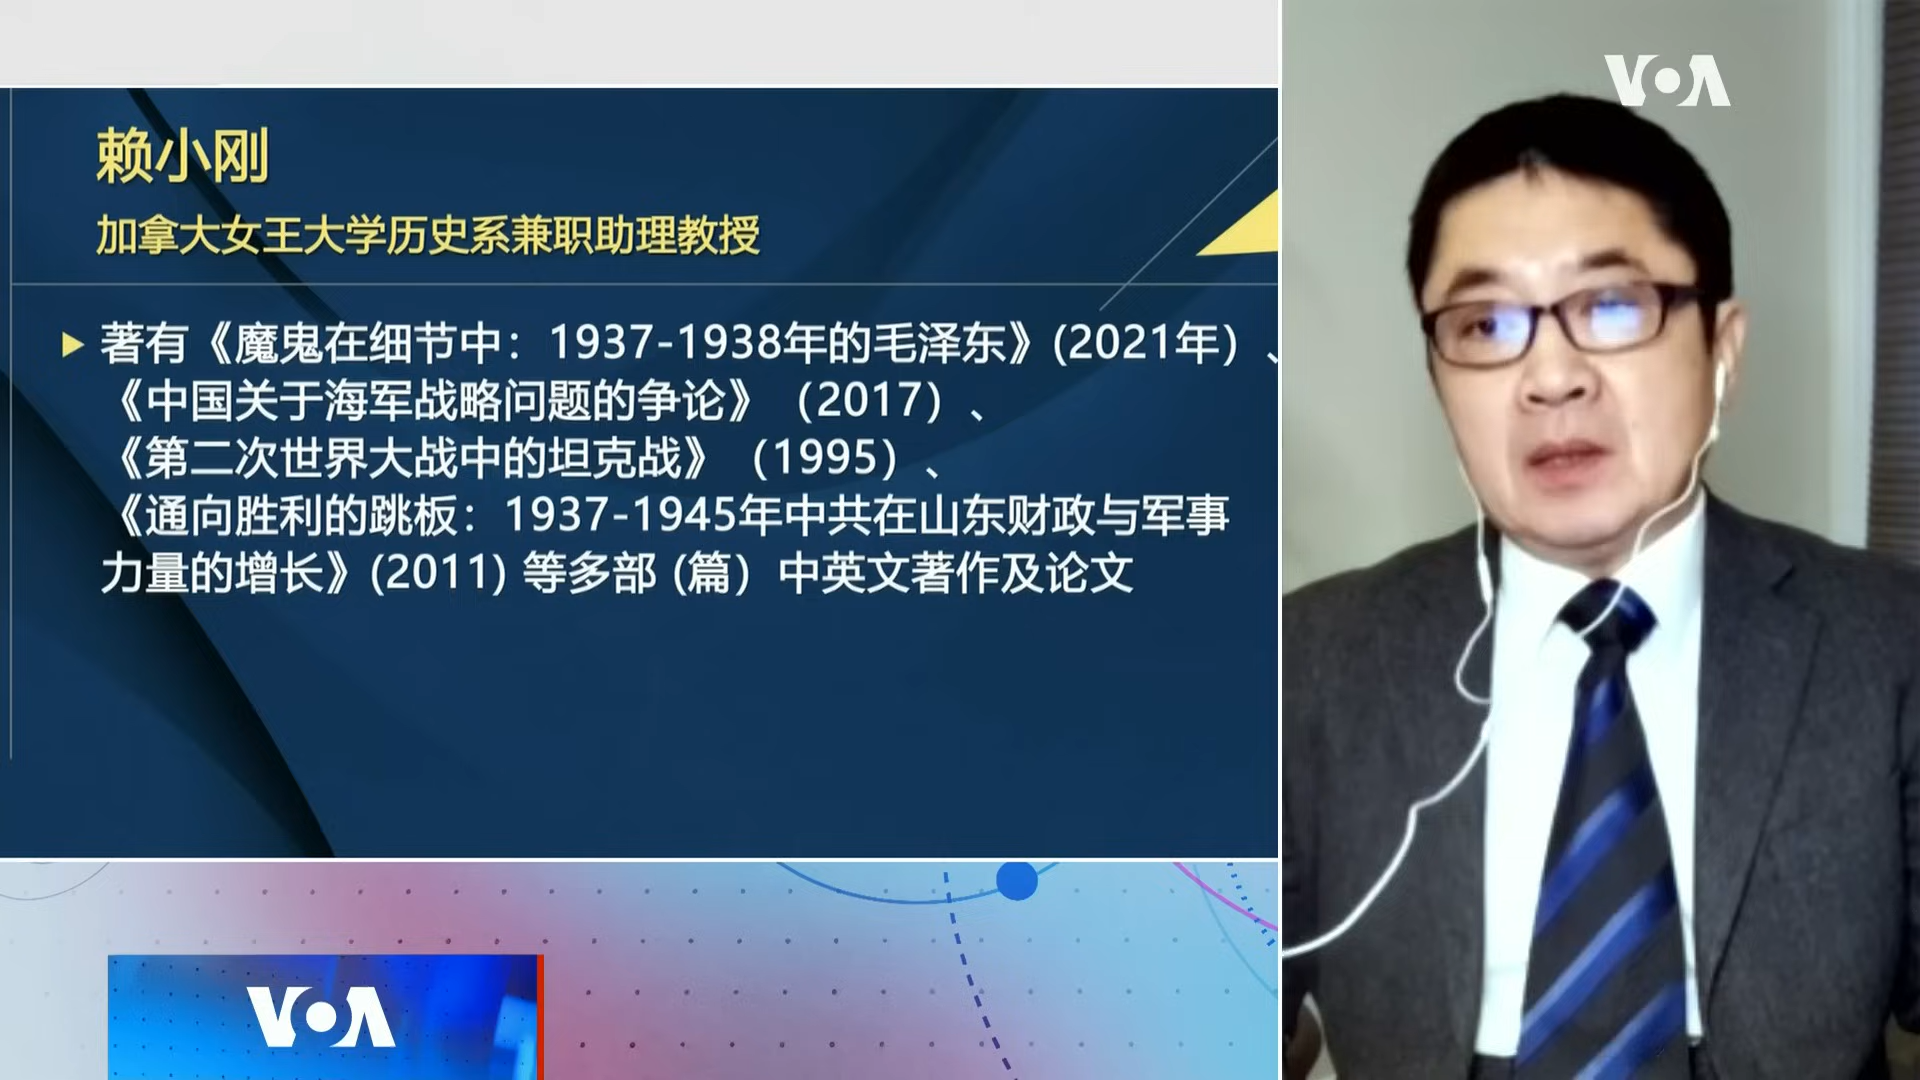 VOA
赖小刚
加拿大女王大学历史系兼职助理教授
著有《魔鬼在细节中：1937-1938年的毛泽东》(2021年）、
《中国关于海军战略问题的争论》（2017）、
《第二次世界大战中的坦克战》（1995）、
《通向胜利的跳板：1937-1945年中共在山东财政与军事
力量的增长》(2011) 等多部 (篇）中英文著作及论文
VOA